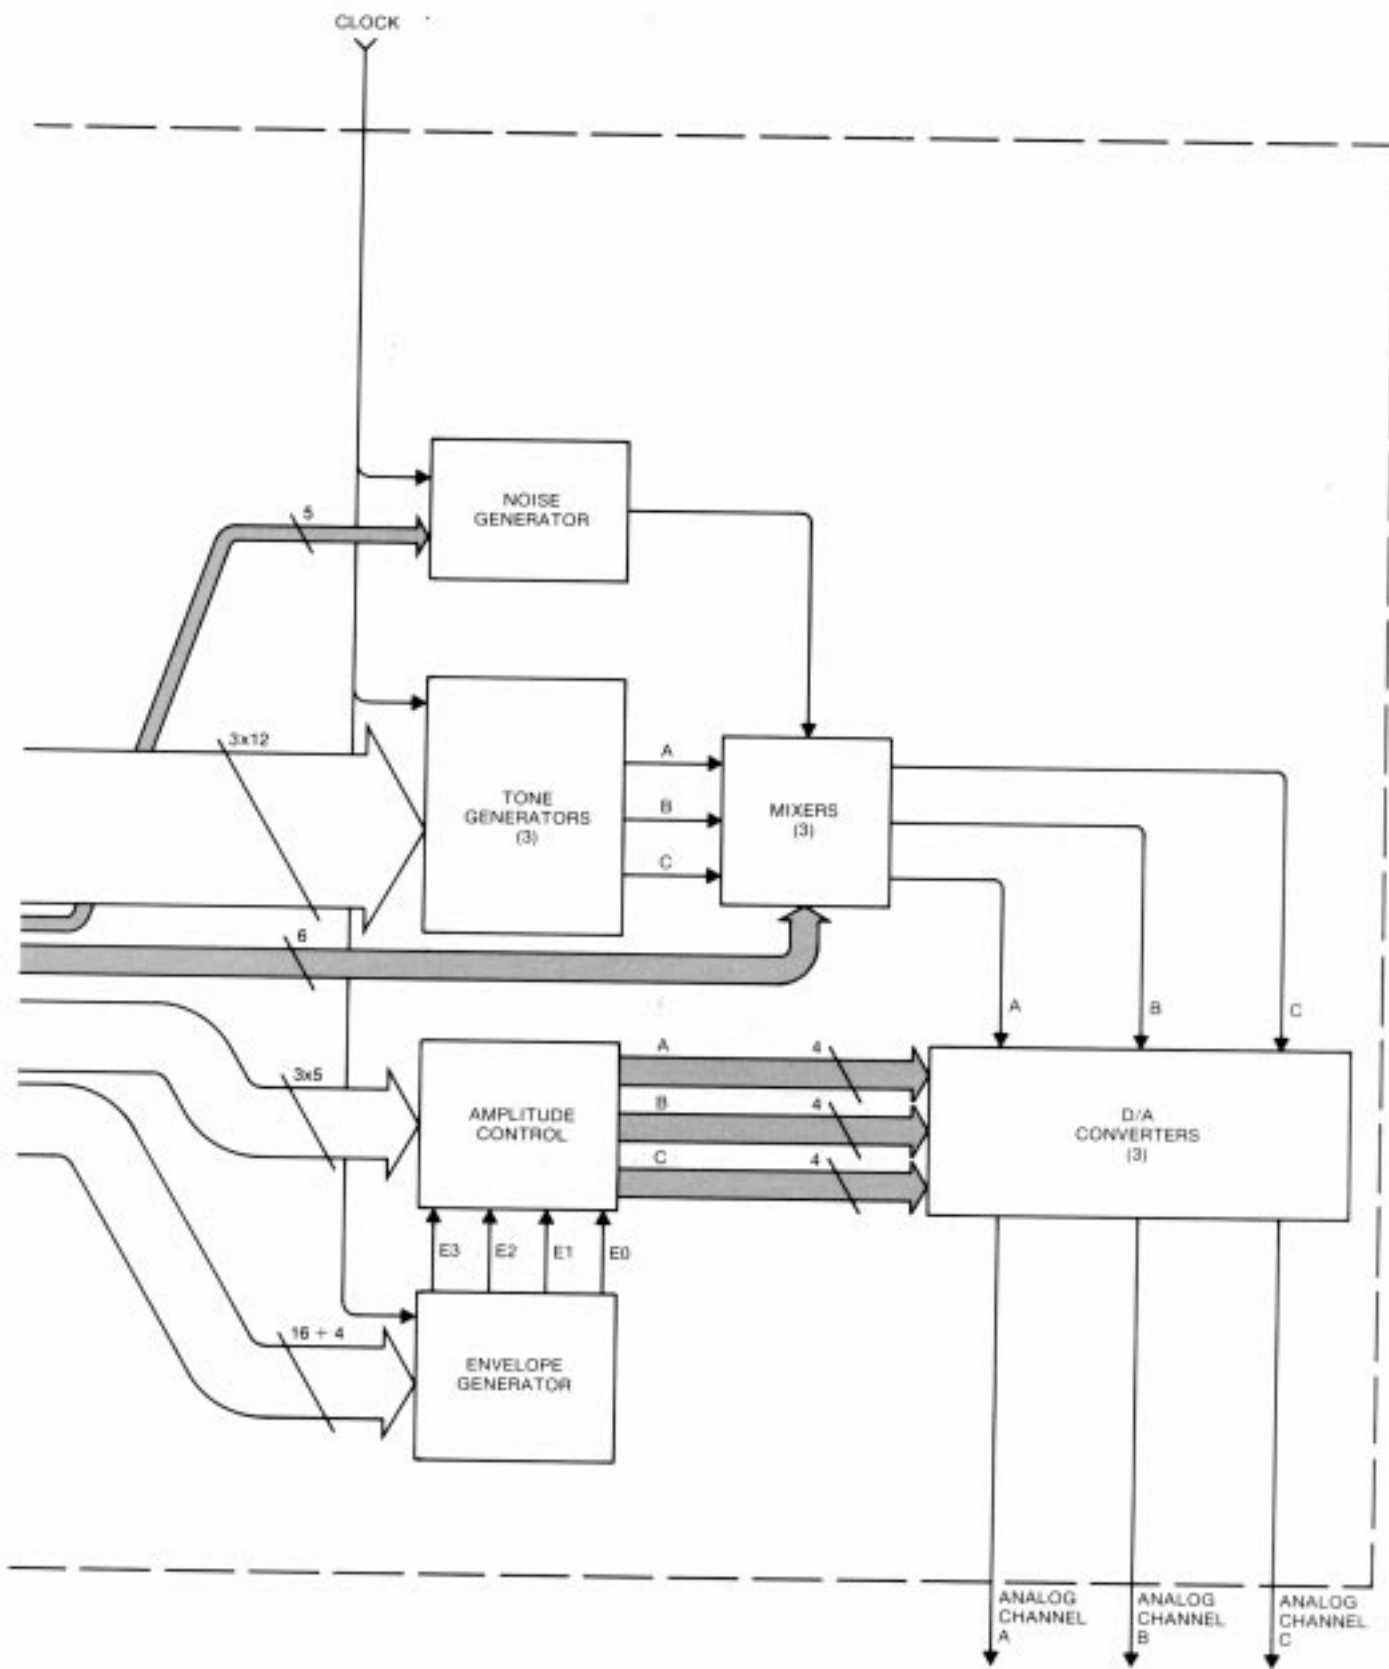 CLOCK
NOISE
GENERATOR
5
3x12
TONE
GENERATORS
(3)
A
B
C
MIXERS
(3)
6
A
B
C
3x5
AMPLITUDE
CONTROL
A
4
B
4
C
4
D/A
CONVERTERS
(3)
E3
E2
E1
E0
16 + 4
ENVELOPE
GENERATOR
ANALOG
CHANNEL
A
ANALOG
CHANNEL
B
ANALOG
CHANNEL
C